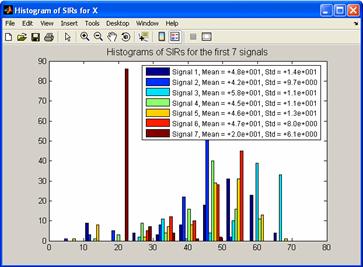 Histogram of SIRs for X
File Edit View Insert Tools Desktop Window Help
Histograms of SIRs for the first 7 signals
Signal 1, Mean = +4.8e+001, Std = +1.4e+001
Signal 2, Mean = +4.2e+001, Std = +9.7e+000
Signal 3, Mean = +5.8e+001, Std = +1.1e+001
Signal 4, Mean = +4.5e+001, Std = +1.1e+001
Signal 5, Mean = +4.6e+001, Std = +1.3e+001
Signal 6, Mean = +4.7e+001, Std = +8.0e+000
Signal 7, Mean = +2.0e+001, Std = +6.1e+000
90
80
70
60
50
40
30
20
10
0
0 10 20 30 40 50 60 70 80